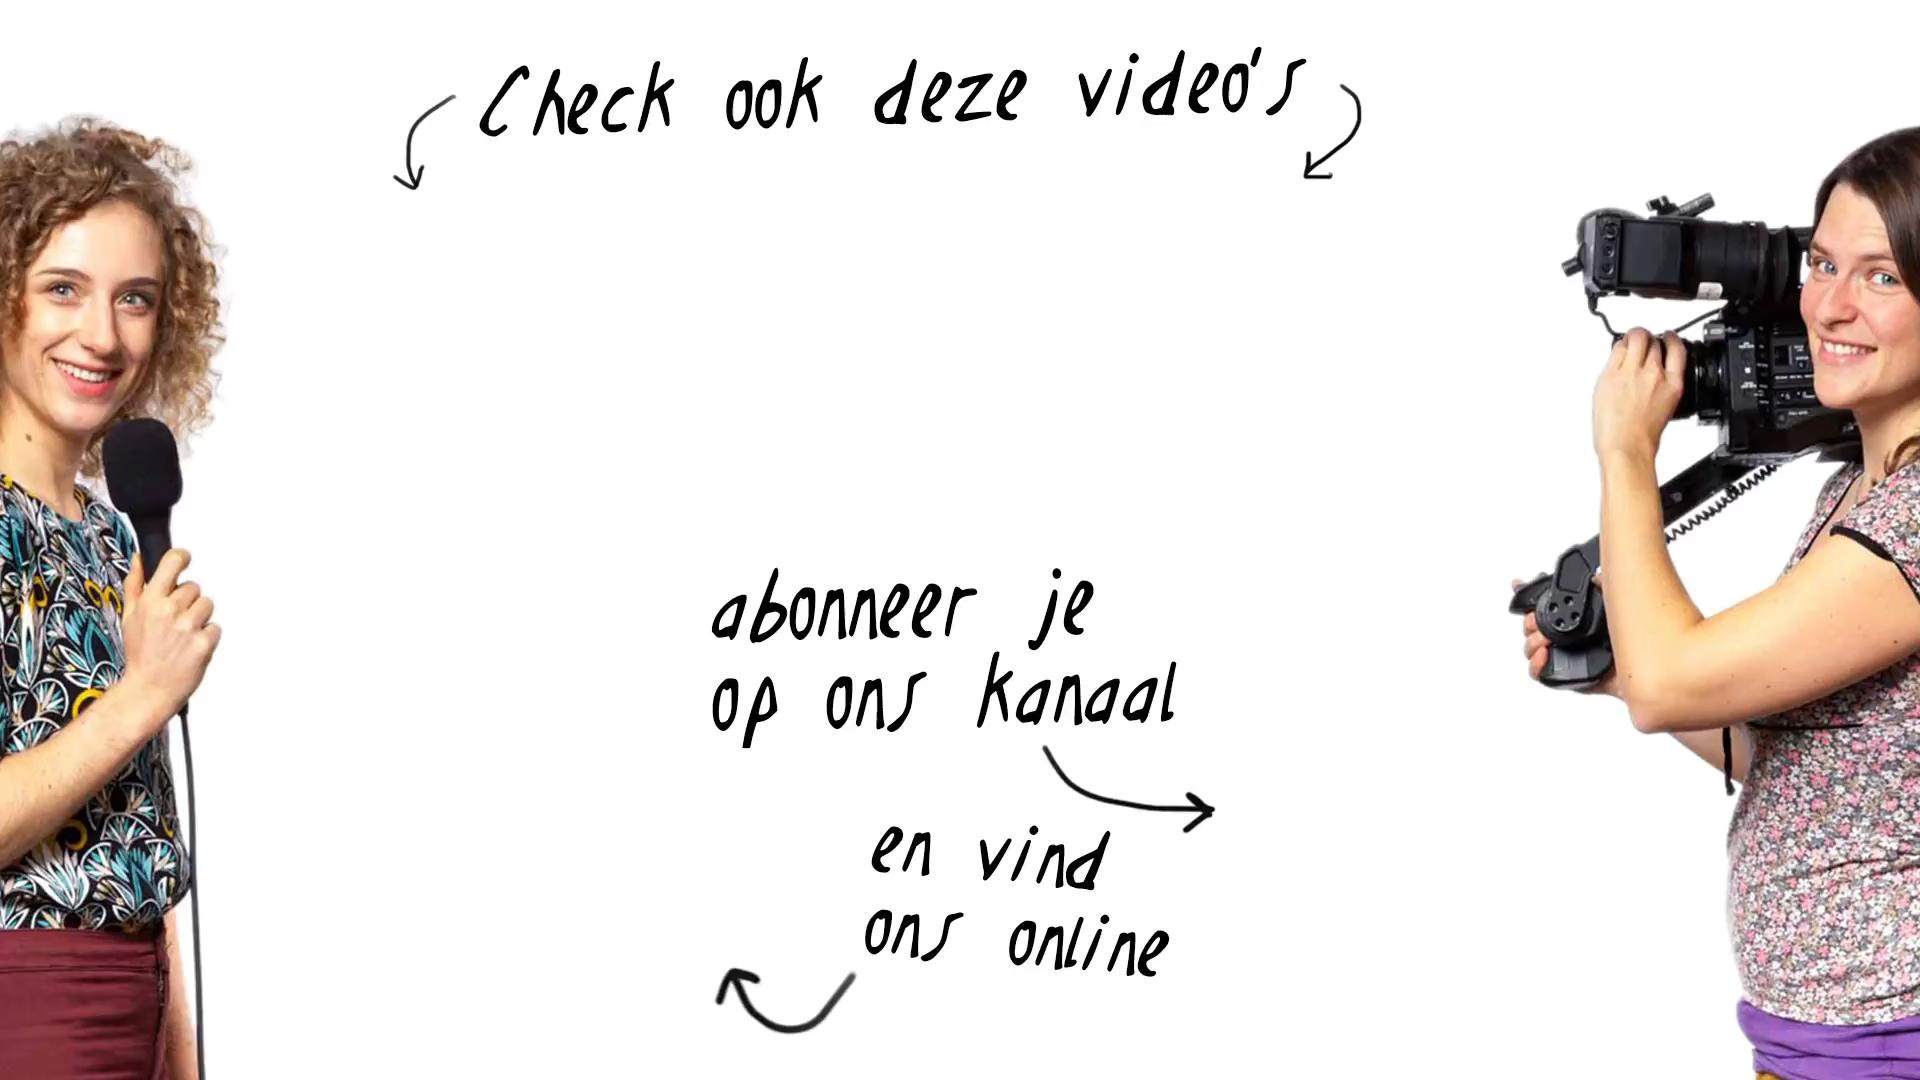 Check ook deze video's
abonneer je
op ons kanaal
en vind
ons online